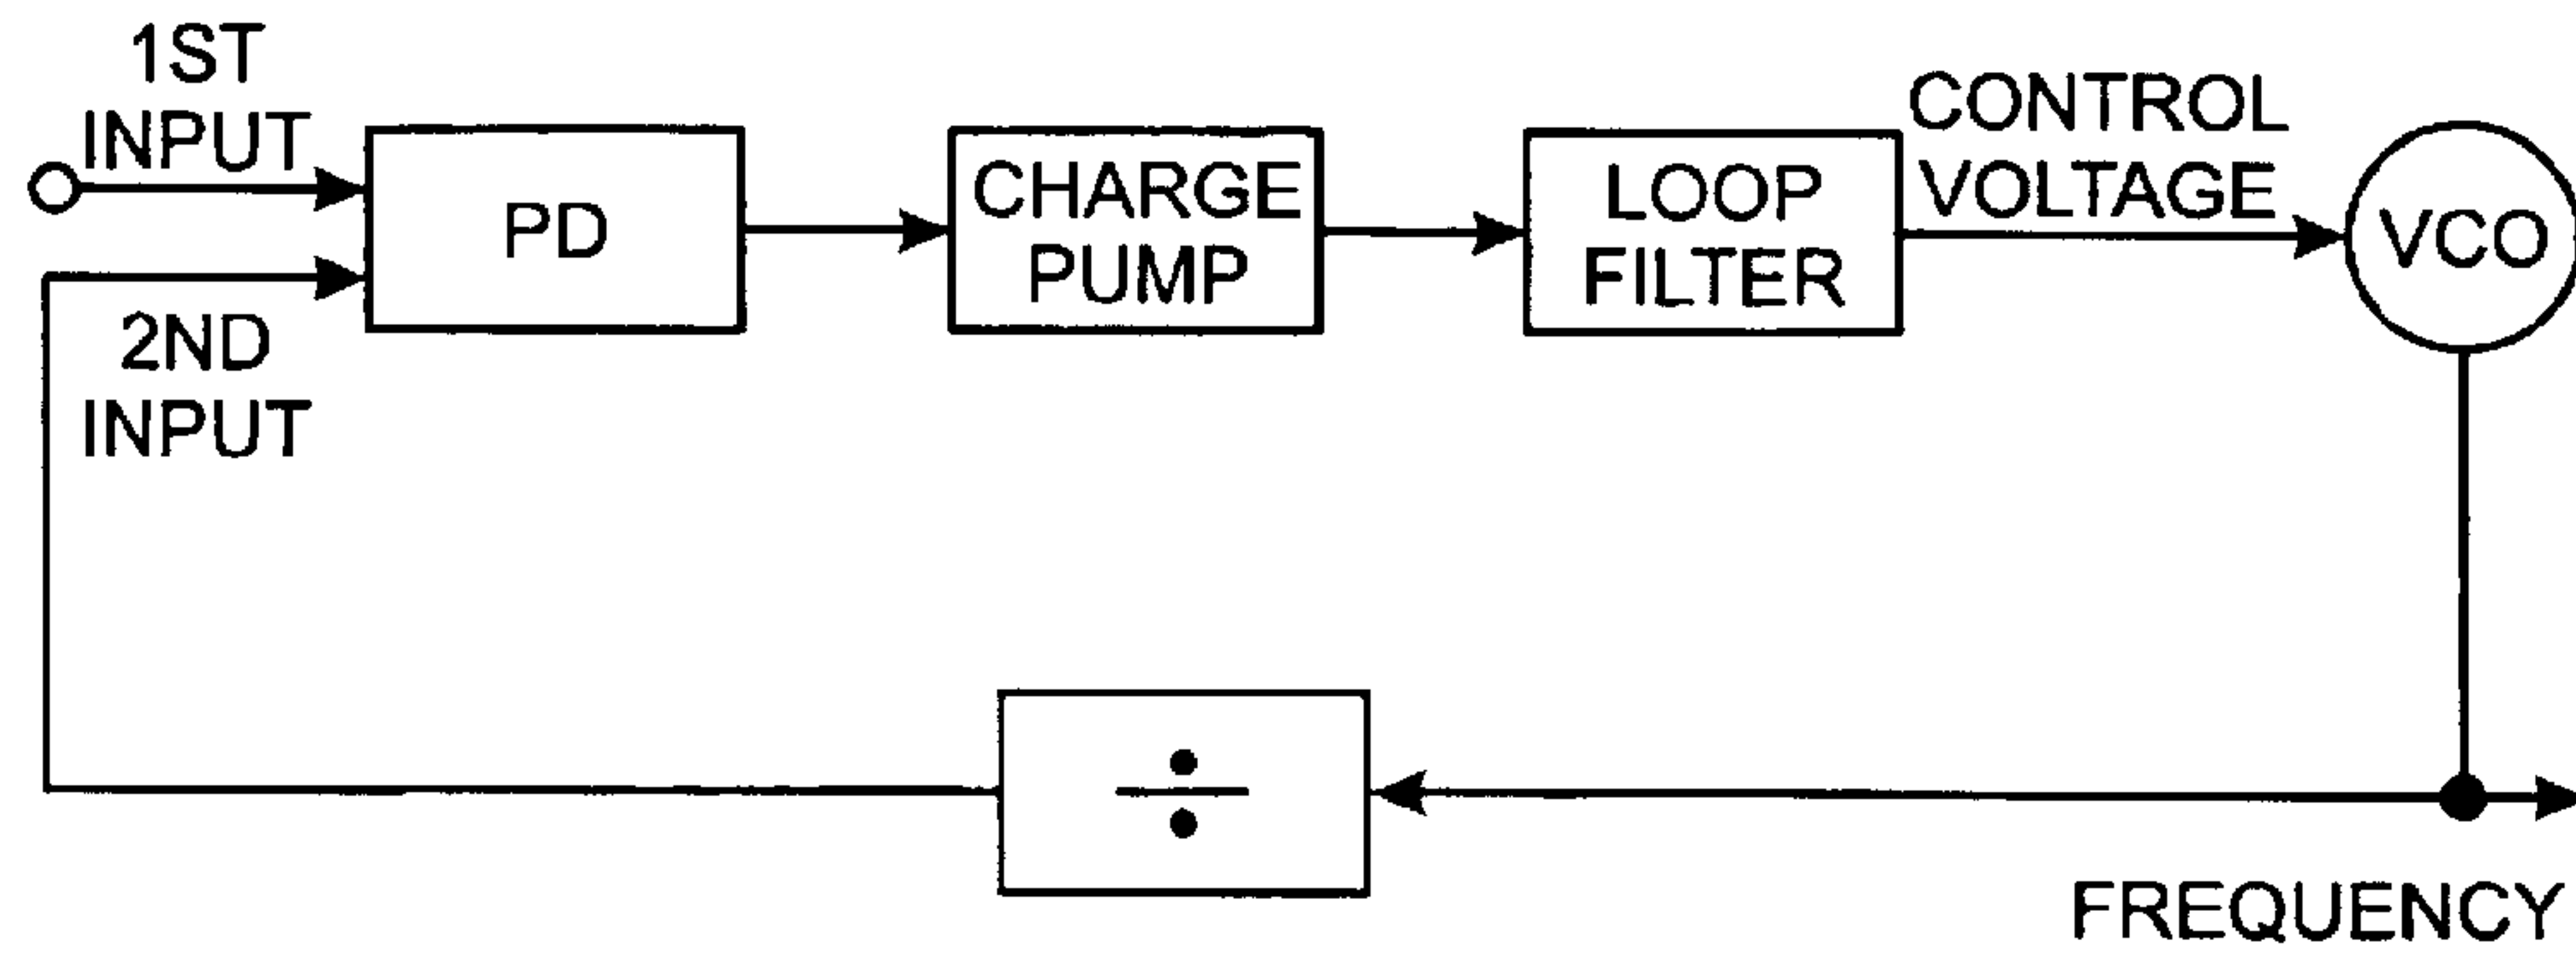 1ST
INPUT
PD
CHARGE
PUMP
LOOP
FILTER
CONTROL
VOLTAGE
VCO
2ND
INPUT
÷
FREQUENCY